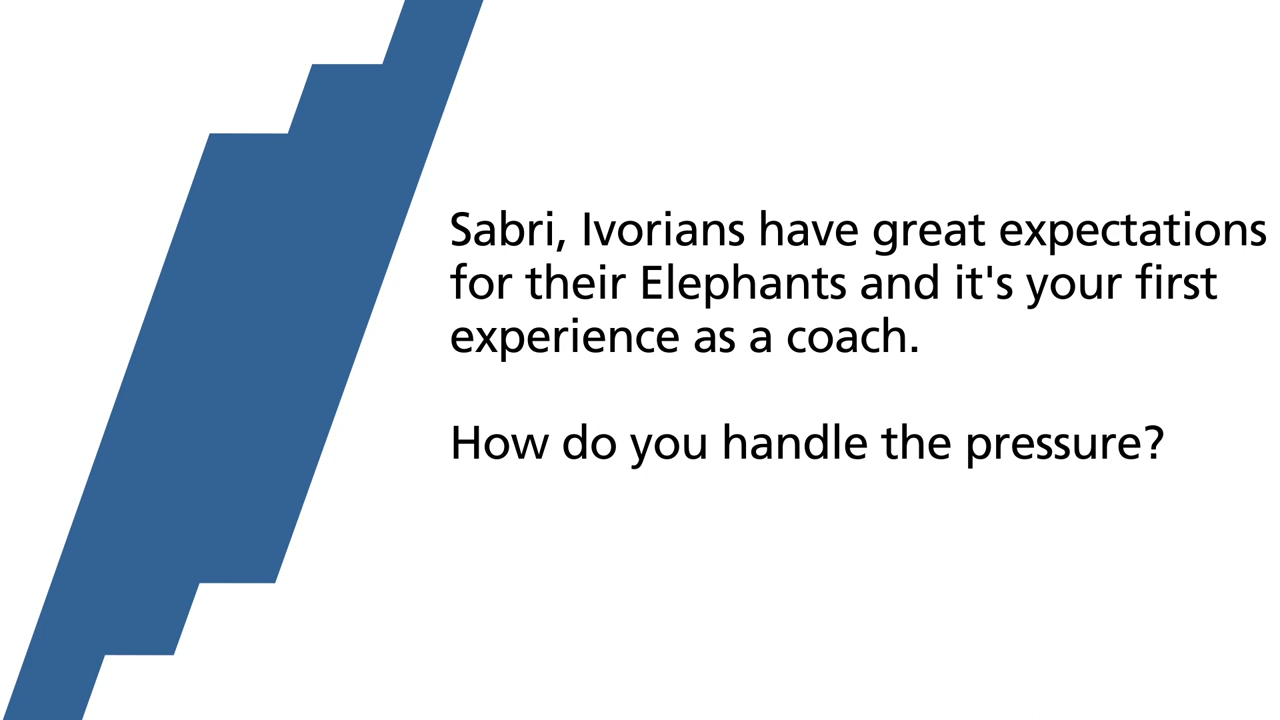 Sabri, Ivorians have great expectations
for their Elephants and it's your first
experience as a coach.
How do you handle the pressure?